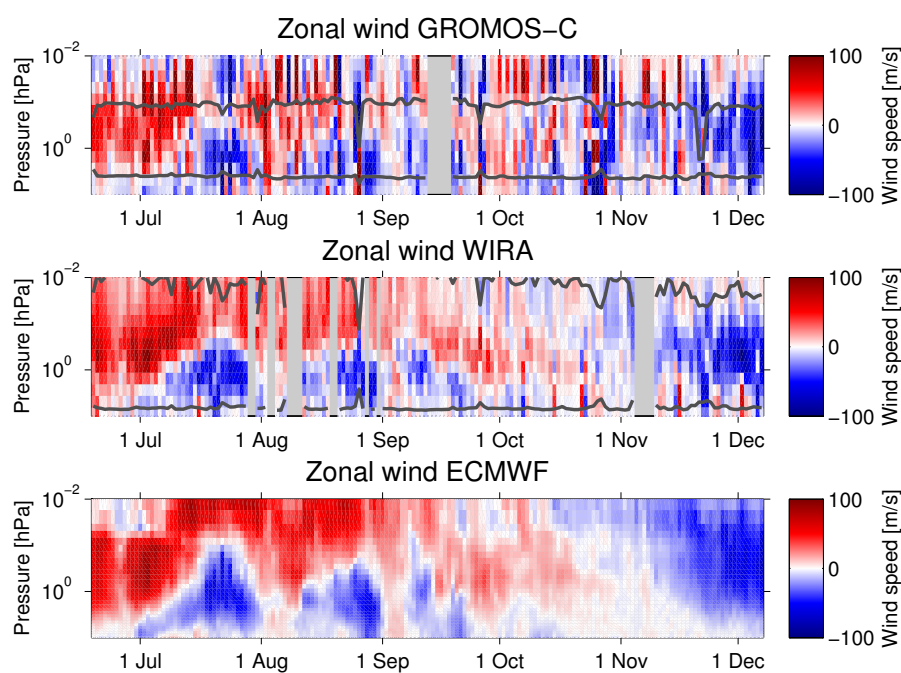 Zonal wind GROMOS−C
Pressure [hPa]
10⁻²
10⁰
1 Jul
1 Aug
1 Sep
1 Oct
1 Nov
1 Dec
100
0
−100
Wind speed [m/s]
Zonal wind WIRA
Pressure [hPa]
10⁻²
10⁰
1 Jul
1 Aug
1 Sep
1 Oct
1 Nov
1 Dec
100
0
−100
Wind speed [m/s]
Zonal wind ECMWF
Pressure [hPa]
10⁻²
10⁰
1 Jul
1 Aug
1 Sep
1 Oct
1 Nov
1 Dec
100
0
−100
Wind speed [m/s]